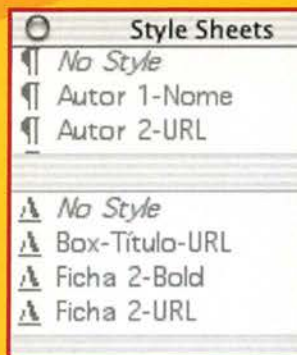 Style Sheets
No Style
¶ Autor 1-Nome
¶ Autor 2-URL
A No Style
A Box-Título-URL
A Ficha 2-Bold
A Ficha 2-URL